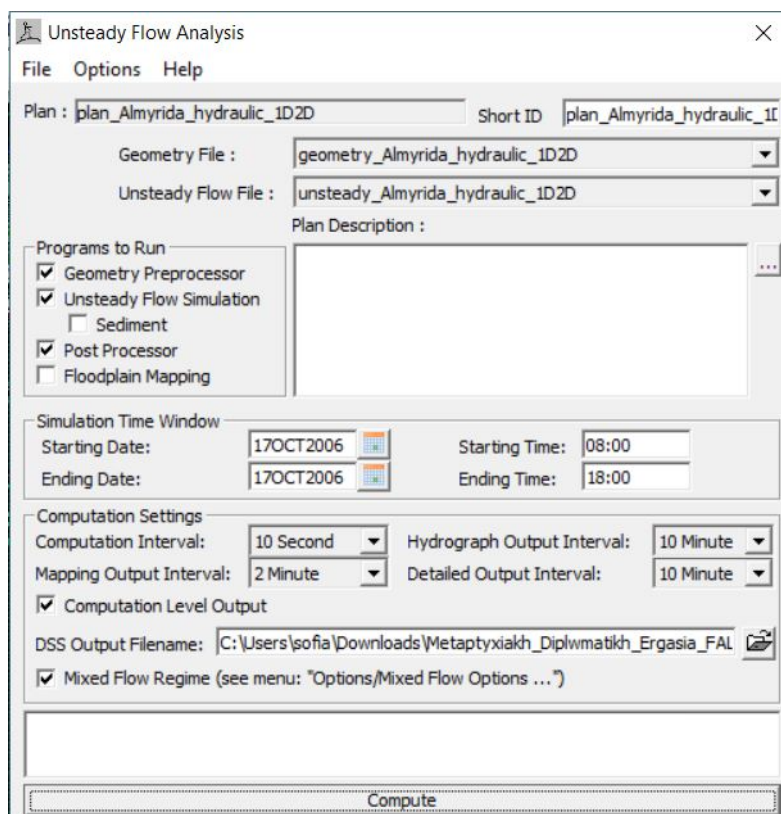 Unsteady Flow Analysis
File Options Help
Plan : plan_Almyrida_hydraulic_1D2D Short ID plan_Almyrida_hydraulic_1D
Geometry File : geometry_Almyrida_hydraulic_1D2D
Unsteady Flow File : unsteady_Almyrida_hydraulic_1D2D
Plan Description :
Programs to Run
Geometry Preprocessor
Unsteady Flow Simulation
Sediment
Post Processor
Floodplain Mapping
...
Simulation Time Window
Starting Date: 17OCT2006 Starting Time: 08:00
Ending Date: 17OCT2006 Ending Time: 18:00
Computation Settings
Computation Interval: 10 Second Hydrograph Output Interval: 10 Minute
Mapping Output Interval: 2 Minute Detailed Output Interval: 10 Minute
Computation Level Output
DSS Output Filename: C:\Users\sofia\Downloads\Metaptyxiakh_Diplwmatikh_Ergasia_FAL
Mixed Flow Regime (see menu: "Options/Mixed Flow Options ...")
Compute